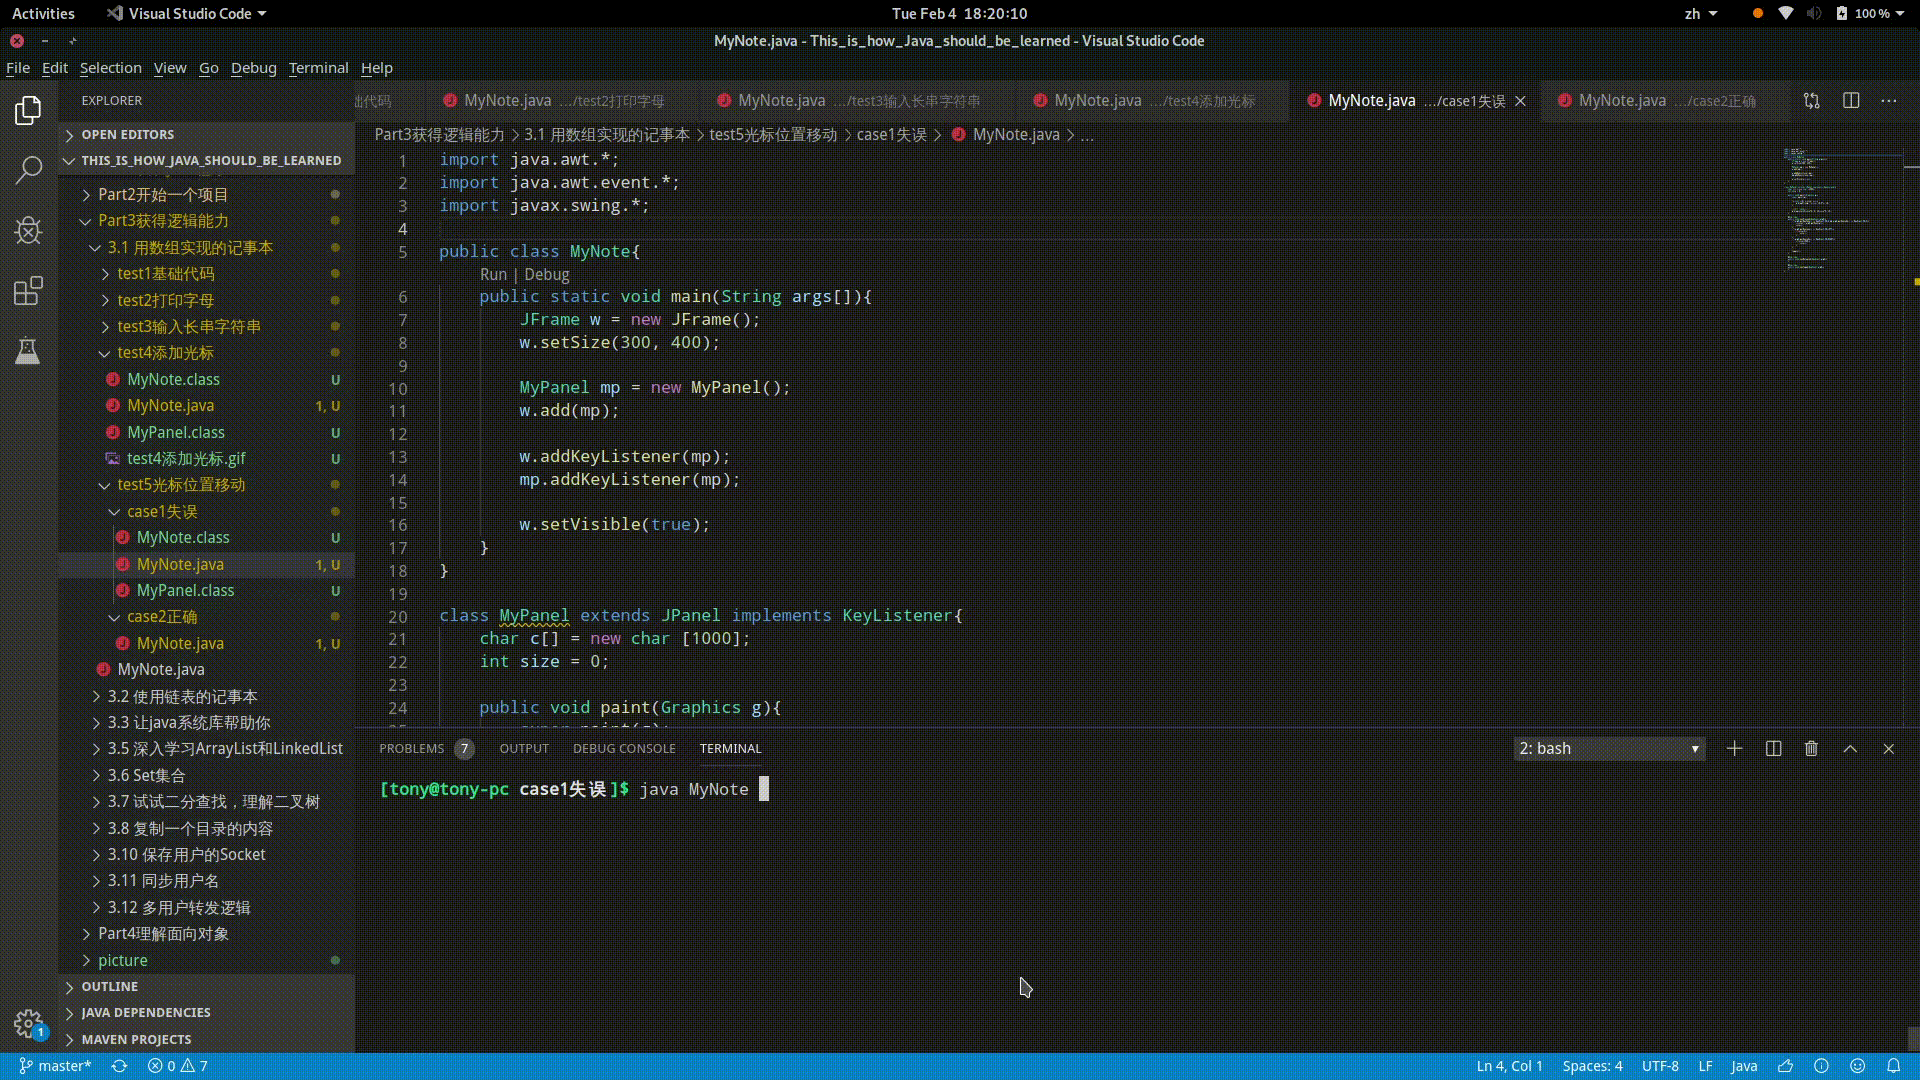 Activities Visual Studio Code Tue Feb 4 18:20:10 zh 100 %
MyNote.java - This_is_how_Java_should_be_learned - Visual Studio Code
File Edit Selection View Go Debug Terminal Help
EXPLORER
OPEN EDITORS
THIS_IS_HOW_JAVA_SHOULD_BE_LEARNED
Part2开始一个项目
Part3获得逻辑能力
3.1 用数组实现的记事本
test1基础代码
test2打印字母
test3输入长串字符串
test4添加光标
MyNote.class U
MyNote.java 1, U
MyPanel.class U
test4添加光标.gif U
test5光标位置移动
case1失误
MyNote.class U
MyNote.java 1, U
MyPanel.class U
case2正确
MyNote.java 1, U
MyNote.java
3.2 使用链表的记事本
3.3 让java系统库帮助你
3.5 深入学习ArrayList和LinkedList
3.6 Set集合
3.7 试试二分查找，理解二叉树
3.8 复制一个目录的内容
3.10 保存用户的Socket
3.11 同步用户名
3.12 多用户转发逻辑
Part4理解面向对象
picture
OUTLINE
JAVA DEPENDENCIES
MAVEN PROJECTS
1
础代码 MyNote.java .../test2打印字母 MyNote.java .../test3输入长串字符串 MyNote.java .../test4添加光标 MyNote.java .../case1失误 MyNote.java .../case2正确
Part3获得逻辑能力 > 3.1 用数组实现的记事本 > test5光标位置移动 > case1失误 > MyNote.java > ...
1 import java.awt.*;
2 import java.awt.event.*;
3 import javax.swing.*;
4
5 public class MyNote{
Run | Debug
6 public static void main(String args[]){
7 JFrame w = new JFrame();
8 w.setSize(300, 400);
9
10 MyPanel mp = new MyPanel();
11 w.add(mp);
12
13 w.addKeyListener(mp);
14 mp.addKeyListener(mp);
15
16 w.setVisible(true);
17 }
18 }
19
20 class MyPanel extends JPanel implements KeyListener{
21 char c[] = new char [1000];
22 int size = 0;
23
24 public void paint(Graphics g){
25 super.paint(g);
PROBLEMS 7 OUTPUT DEBUG CONSOLE TERMINAL 2: bash
[tony@tony-pc case1失误]$ java MyNote
master* 0 7 Ln 4, Col 1 Spaces: 4 UTF-8 LF Java